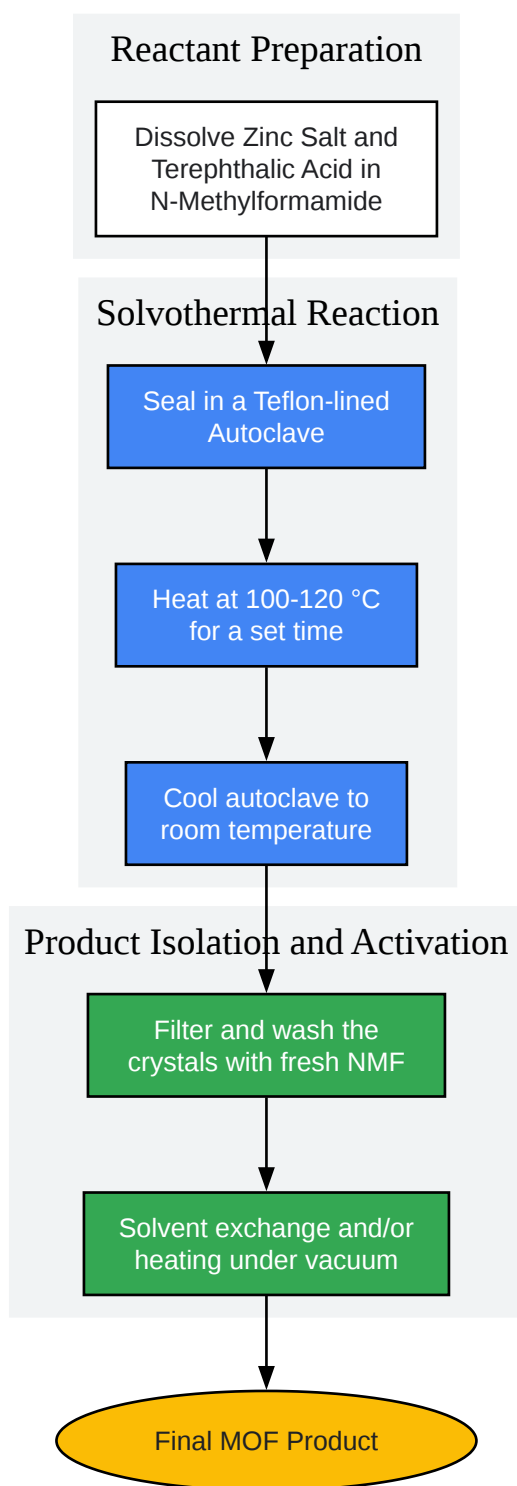 Reactant Preparation
Dissolve Zinc Salt and
Terephthalic Acid in
N-Methylformamide
Solvothermal Reaction
Seal in a Teflon-lined
Autoclave
Heat at 100-120 °C
for a set time
Cool autoclave to
room temperature
Product Isolation and Activation
Filter and wash the
crystals with fresh NMF
Solvent exchange and/or
heating under vacuum
Final MOF Product